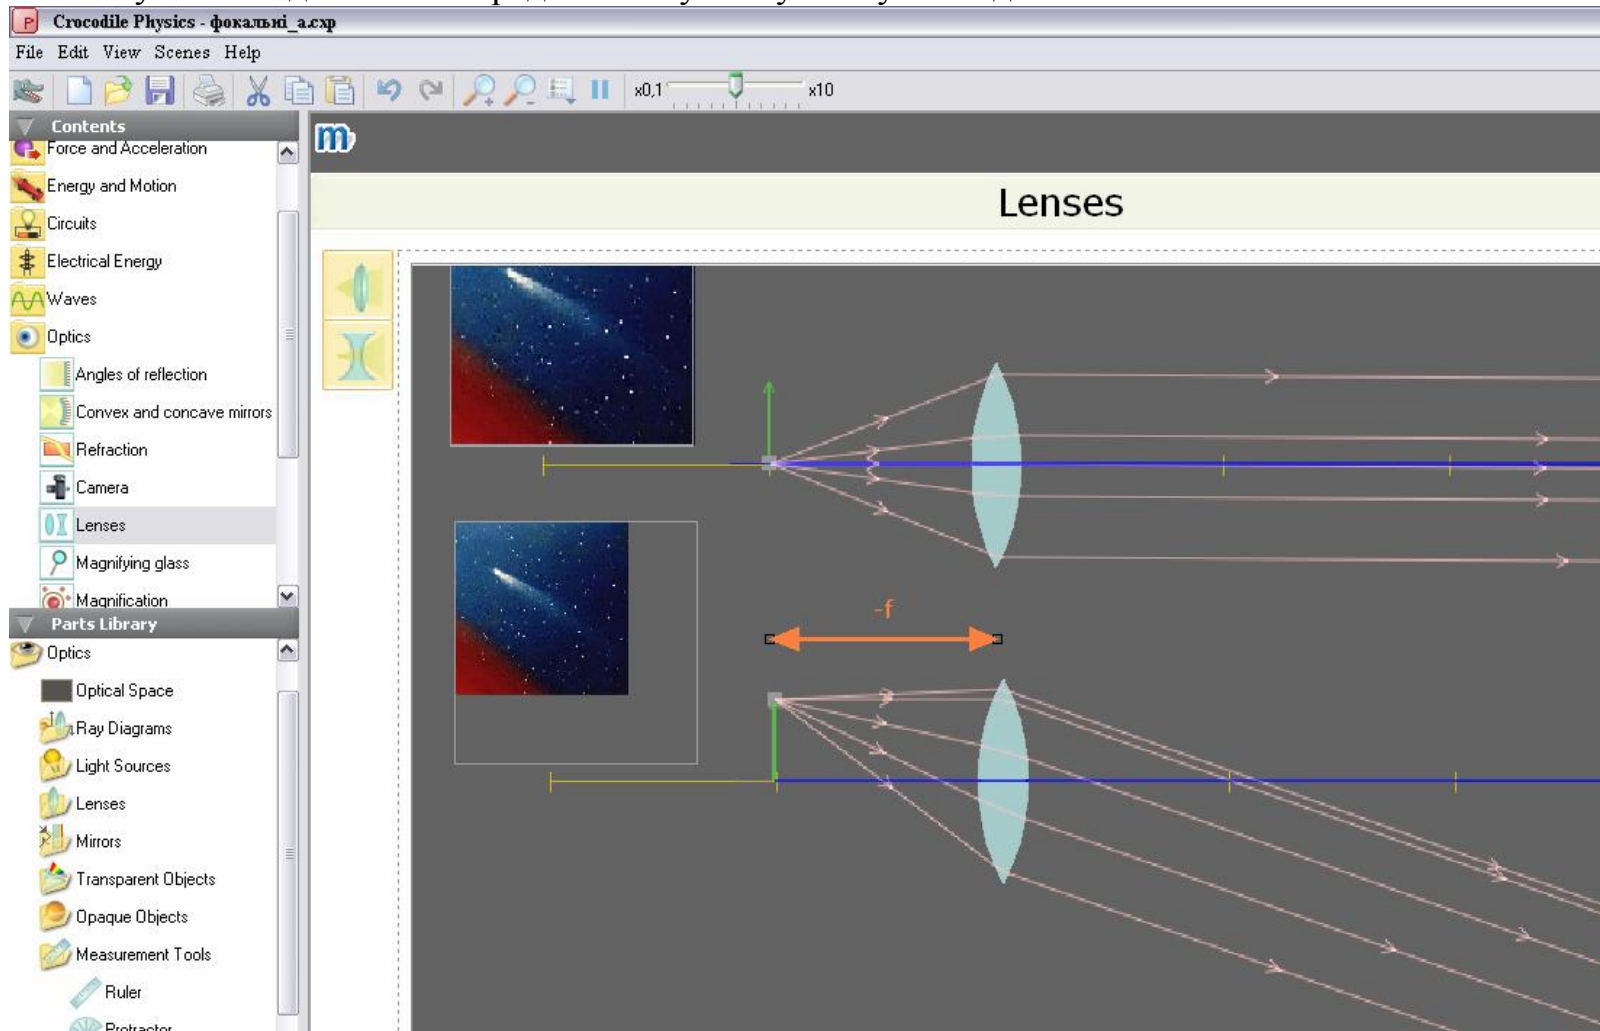 Crocodile Physics - фокальні_а.cxp
File Edit View Scenes Help
x0,1 x10
Contents
Force and Acceleration
Energy and Motion
Circuits
Electrical Energy
Waves
Optics
Angles of reflection
Convex and concave mirrors
Refraction
Camera
Lenses
Magnifying glass
Magnification
Parts Library
Optics
Optical Space
Ray Diagrams
Light Sources
Lenses
Mirrors
Transparent Objects
Opaque Objects
Measurement Tools
Ruler
Protractor
m
Lenses
-f